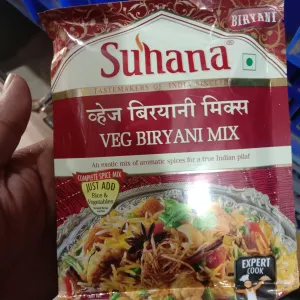 BIRYANI
Suhana
TASTEMAKERS OF INDIA SINCE
व्हेज बिरयानी मिक्स
VEG BIRYANI MIX
An exotic mix of aromatic spices for a true Indian pilaf
COMPLETE SPICE MIX
JUST ADD
Rice &
Vegetables
EXPERT
COOK